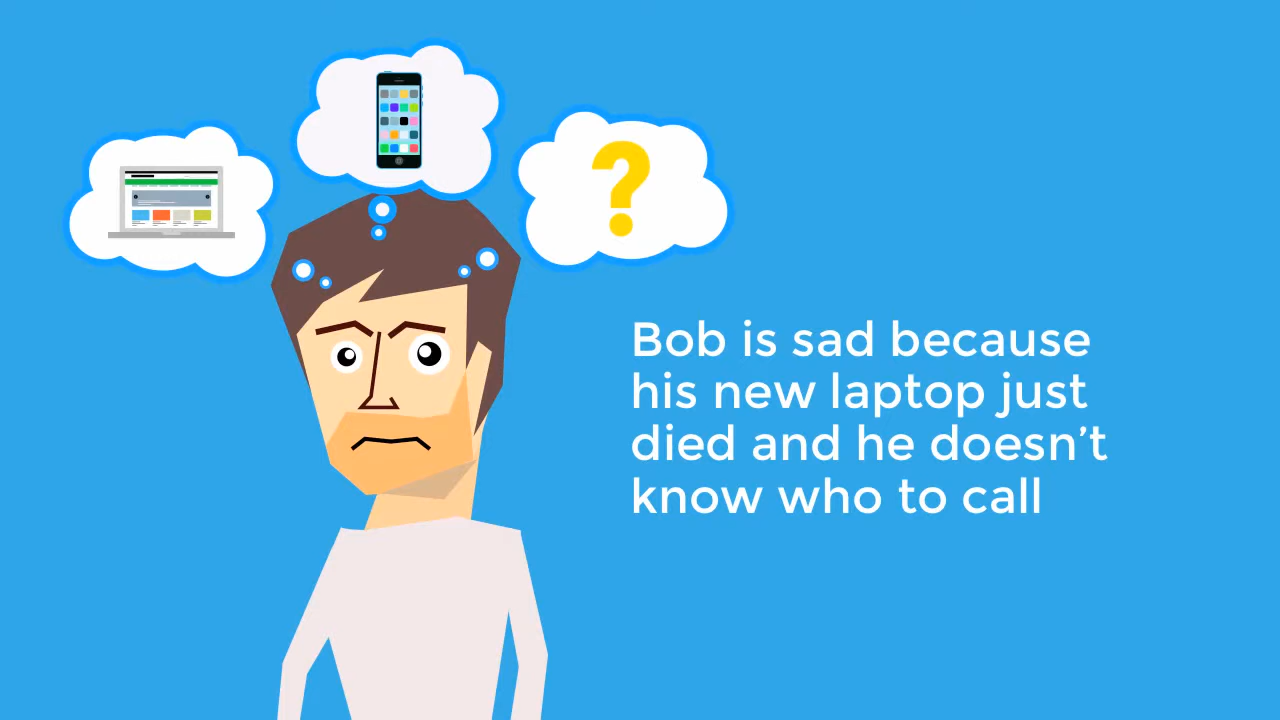 Bob is sad because
his new laptop just
died and he doesn’t
know who to call